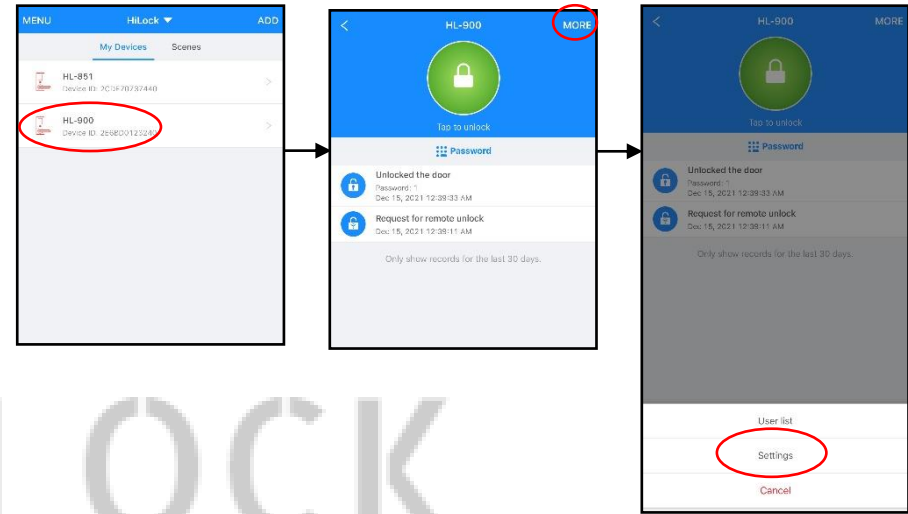 MENU HiLock ADD
My Devices Scenes
HL-851
Device ID: 2CDE70737440
HL-900
Device ID: 2E6BD0123240
HL-900 MORE
Tap to unlock
Password
Unlocked the door
Password: 1
Dec 15, 2021 12:39:33 AM
Request for remote unlock
Dec 15, 2021 12:39:11 AM
Only show records for the last 30 days.
HL-900 MORE
Tap to unlock
Password
Unlocked the door
Password: 1
Dec 15, 2021 12:39:33 AM
Request for remote unlock
Dec 15, 2021 12:39:11 AM
Only show records for the last 30 days.
User list
Settings
Cancel
OCK